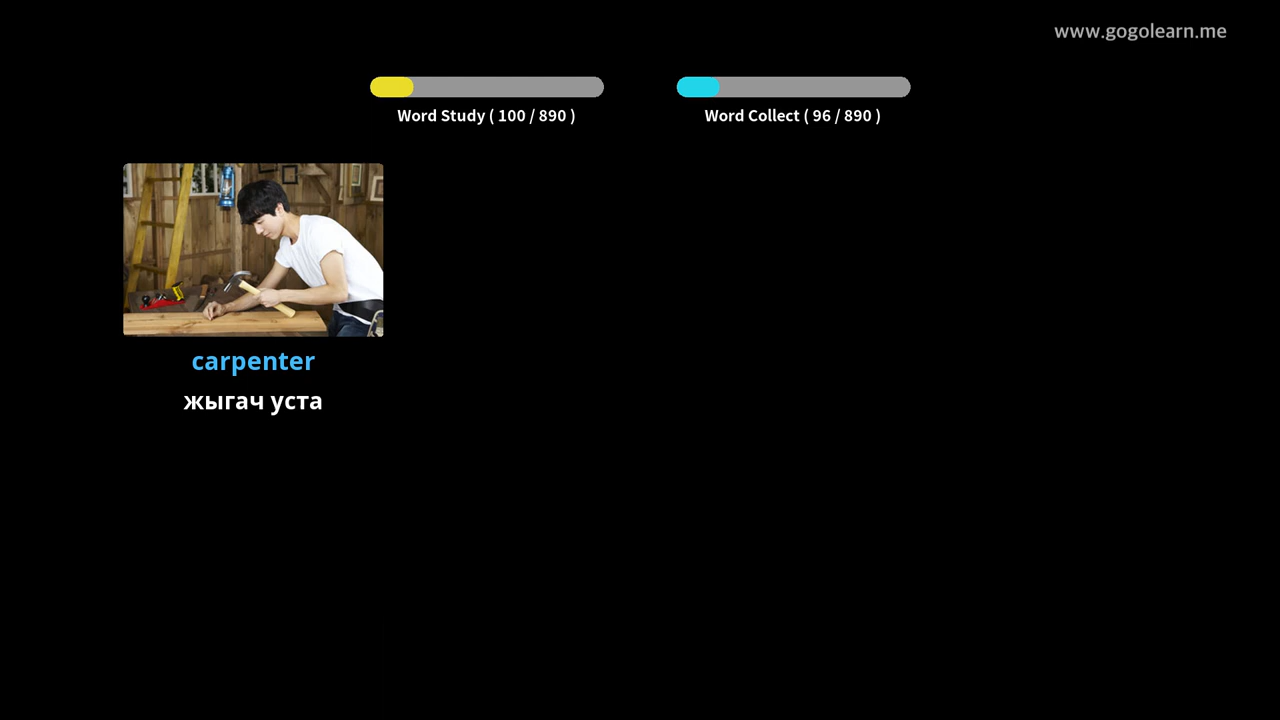 www.gogolearn.me
Word Study ( 100 / 890 )
Word Collect ( 96 / 890 )
carpenter
жыгач уста